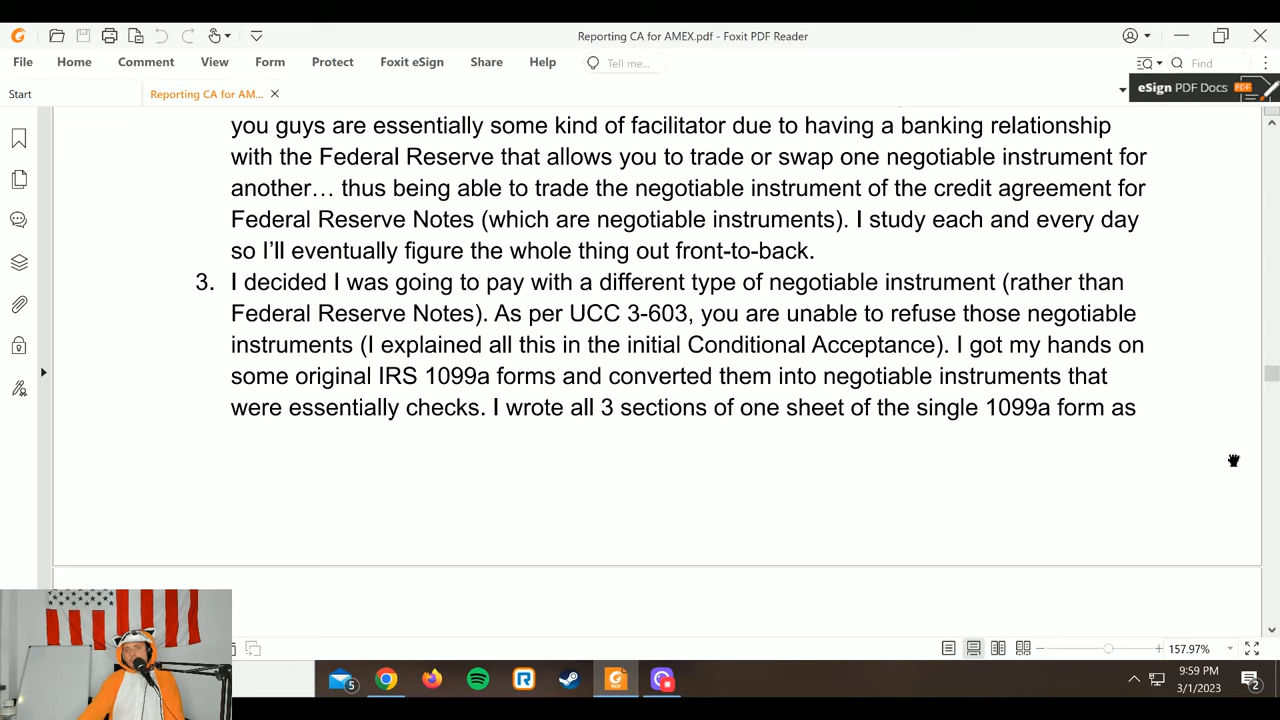 Reporting CA for AMEX.pdf - Foxit PDF Reader
File Home Comment View Form Protect Foxit eSign Share Help Tell me... Find
Start Reporting CA for AM... eSign PDF Docs PDF
you guys are essentially some kind of facilitator due to having a banking relationship
with the Federal Reserve that allows you to trade or swap one negotiable instrument for
another… thus being able to trade the negotiable instrument of the credit agreement for
Federal Reserve Notes (which are negotiable instruments). I study each and every day
so I’ll eventually figure the whole thing out front-to-back.
3. I decided I was going to pay with a different type of negotiable instrument (rather than
Federal Reserve Notes). As per UCC 3-603, you are unable to refuse those negotiable
instruments (I explained all this in the initial Conditional Acceptance). I got my hands on
some original IRS 1099a forms and converted them into negotiable instruments that
were essentially checks. I wrote all 3 sections of one sheet of the single 1099a form as
157.97%
5
9:59 PM
3/1/2023
2